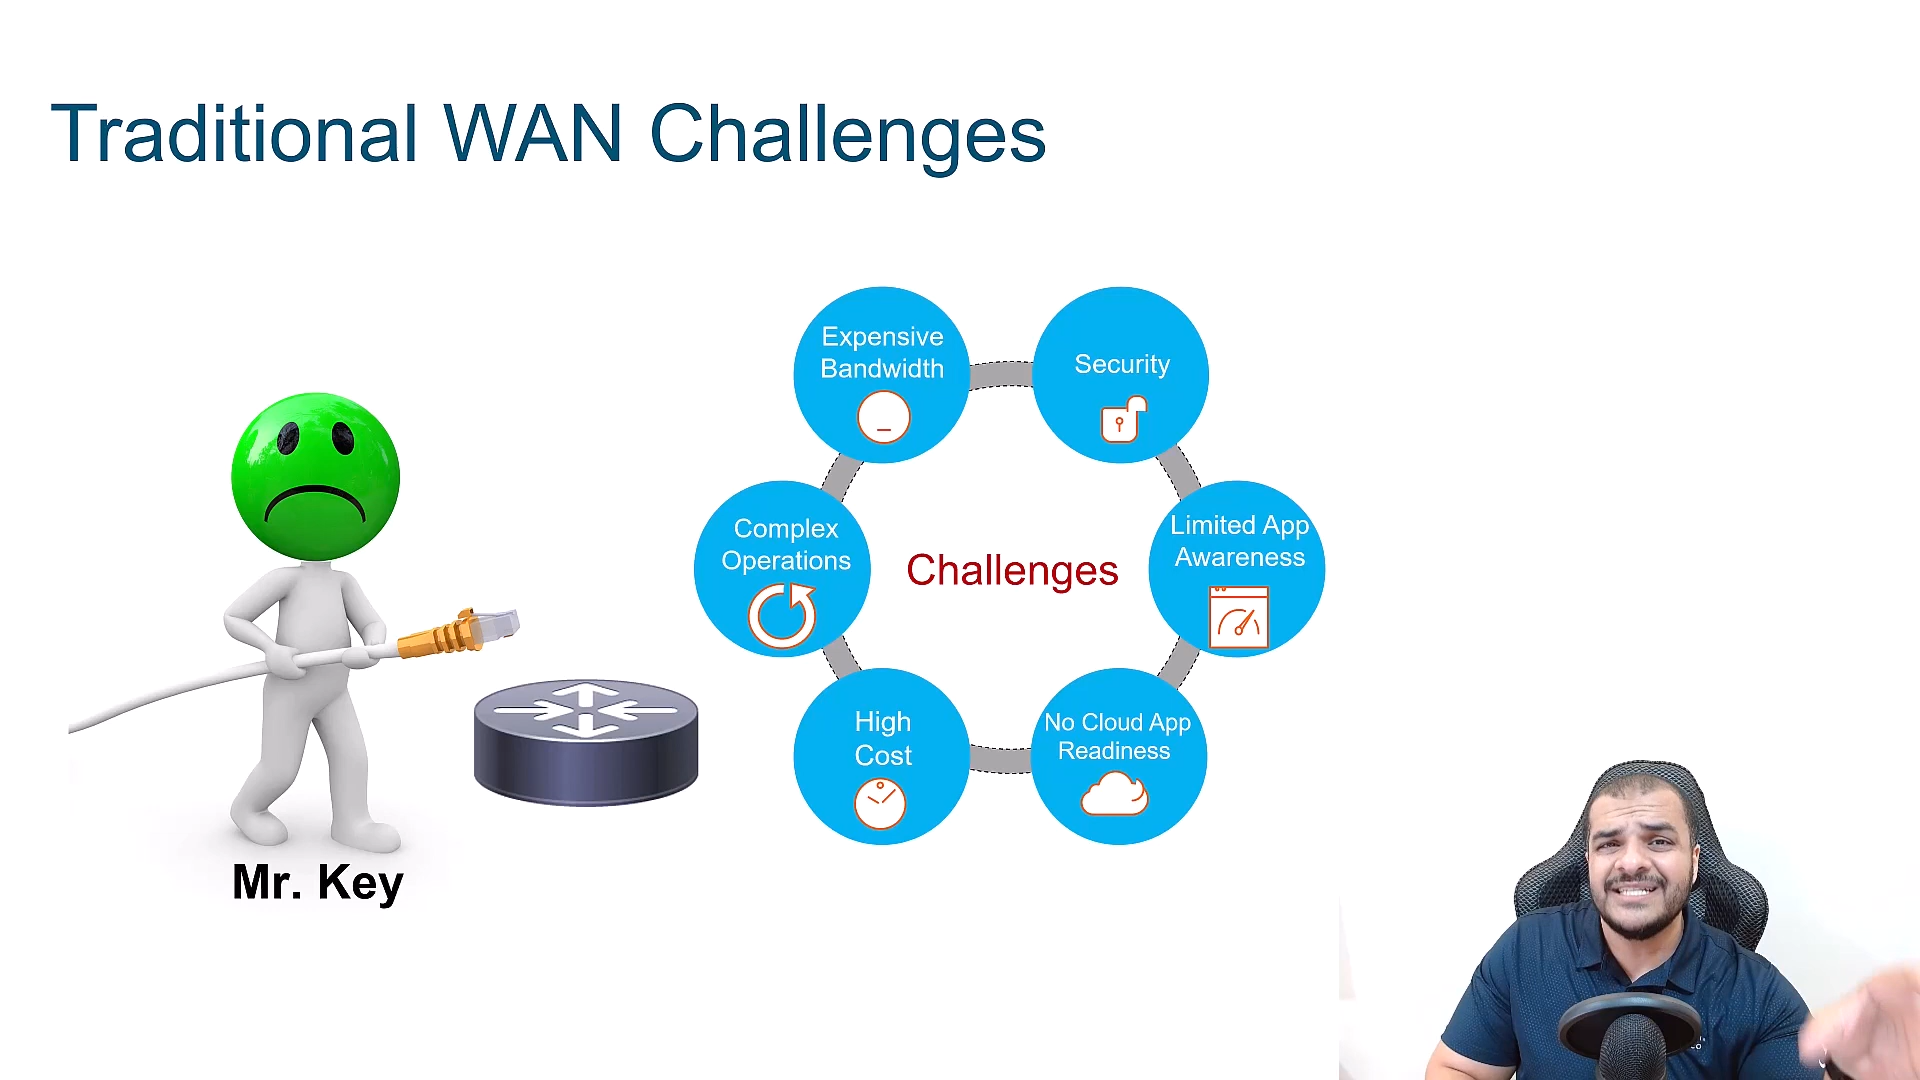 Traditional WAN Challenges
Expensive
Bandwidth
Security
Complex
Operations
Challenges
Limited App
Awareness
High
Cost
No Cloud App
Readiness
Mr. Key